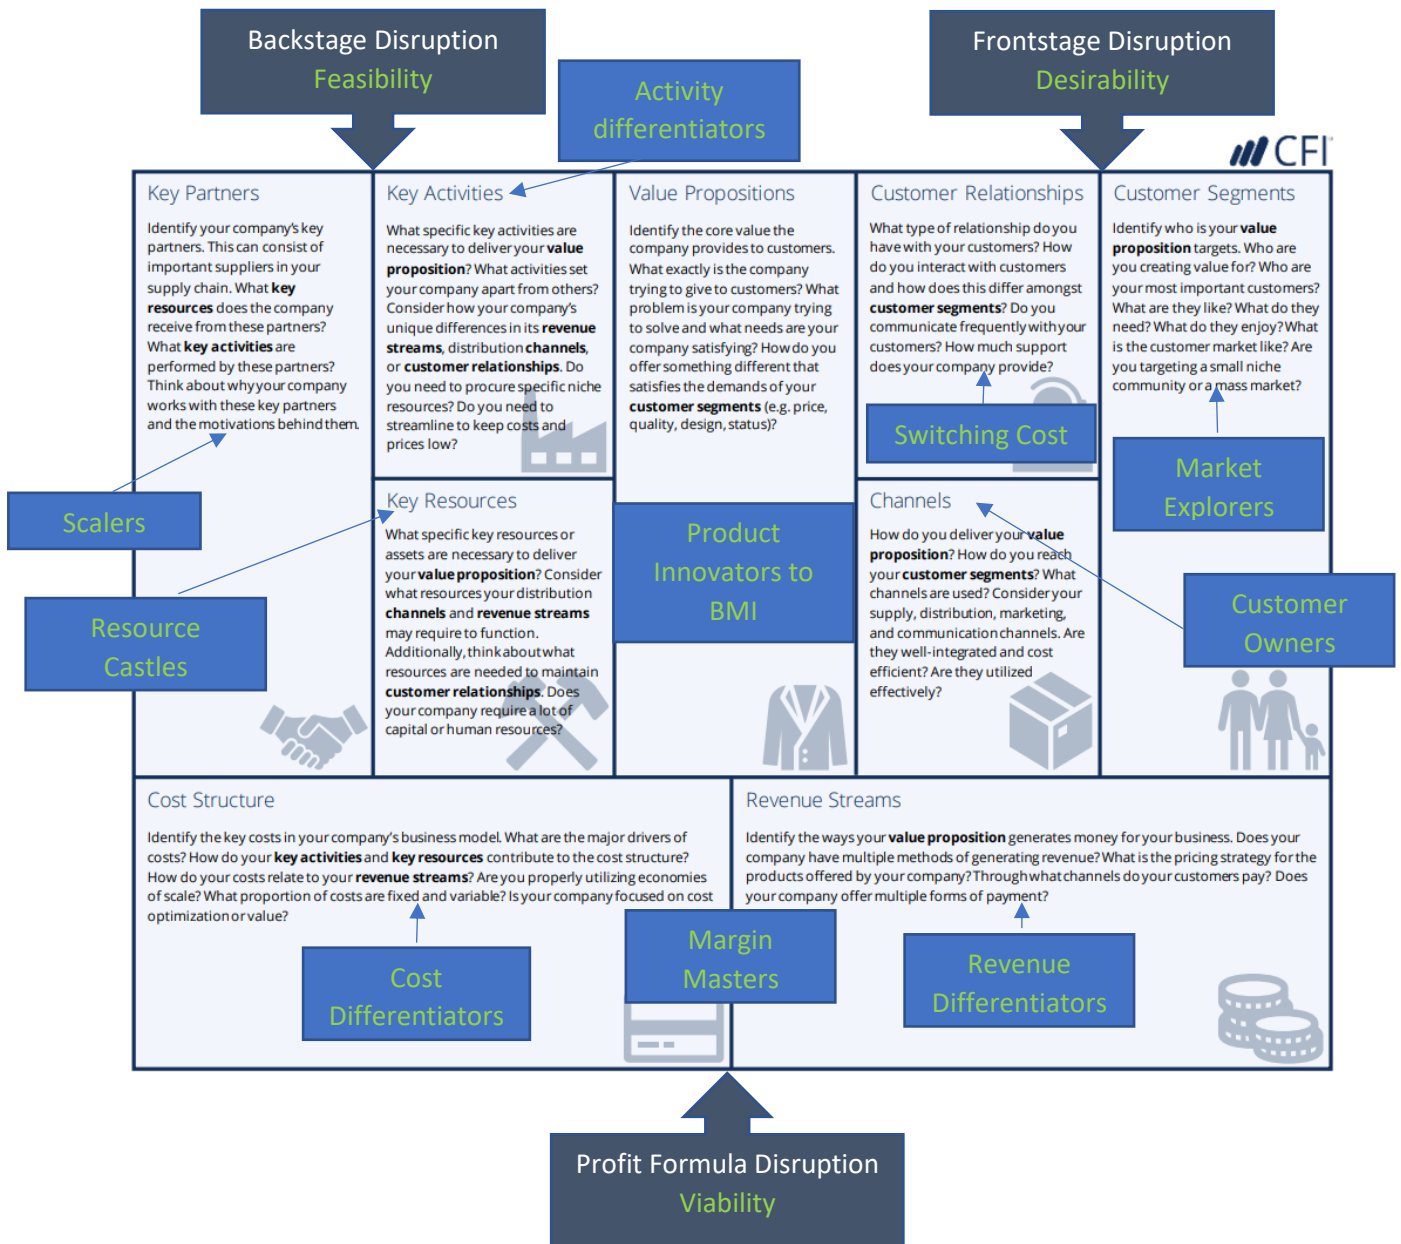 Backstage Disruption
Feasibility
Frontstage Disruption
Desirability
Activity
differentiators
CFI
Key Partners
Identify your company's key
partners. This can consist of
important suppliers in your
supply chain. What key
resources does the company
receive from these partners?
What key activities are
performed by these partners?
Think about why your company
works with these key partners
and the motivations behind them.
Key Activities
What specific key activities are
necessary to deliver your value
proposition? What activities set
your company apart from others?
Consider how your company's
unique differences in its revenue
streams, distribution channels,
or customer relationships. Do
you need to procure specific niche
resources? Do you need to
streamline to keep costs and
prices low?
Value Propositions
Identify the core value the
company provides to customers.
What exactly is the company
trying to give to customers? What
problem is your company trying
to solve and what needs are your
company satisfying? How do you
offer something different that
satisfies the demands of your
customer segments (e.g. price,
quality, design, status)?
Customer Relationships
What type of relationship do you
have with your customers? How
do you interact with customers
and how does this differ amongst
customer segments? Do you
communicate frequently with your
customers? How much support
does your company provide?
Switching Cost
Customer Segments
Identify who is your value
proposition targets. Who are
you creating value for? Who are
your most important customers?
What are they like? What do they
need? What do they enjoy? What
is the customer market like? Are
you targeting a small niche
community or a mass market?
Market
Explorers
Scalers
Resource
Castles
Key Resources
What specific key resources or
assets are necessary to deliver
your value proposition? Consider
what resources your distribution
channels and revenue streams
may require to function.
Additionally, think about what
resources are needed to maintain
customer relationships. Does
your company require a lot of
capital or human resources?
Product
Innovators to
BMI
Channels
How do you deliver your value
proposition? How do you reach
your customer segments? What
channels are used? Consider your
supply, distribution, marketing,
and communication channels. Are
they well-integrated and cost
efficient? Are they utilized
effectively?
Customer
Owners
Cost Structure
Identify the key costs in your company's business model. What are the major drivers of
costs? How do your key activities and key resources contribute to the cost structure?
How do your costs relate to your revenue streams? Are you properly utilizing economies
of scale? What proportion of costs are fixed and variable? Is your company focused on cost
optimization or value?
Cost
Differentiators
Margin
Masters
Revenue Streams
Identify the ways your value proposition generates money for your business. Does your
company have multiple methods of generating revenue? What is the pricing strategy for the
products offered by your company? Through what channels do your customers pay? Does
your company offer multiple forms of payment?
Revenue
Differentiators
Profit Formula Disruption
Viability